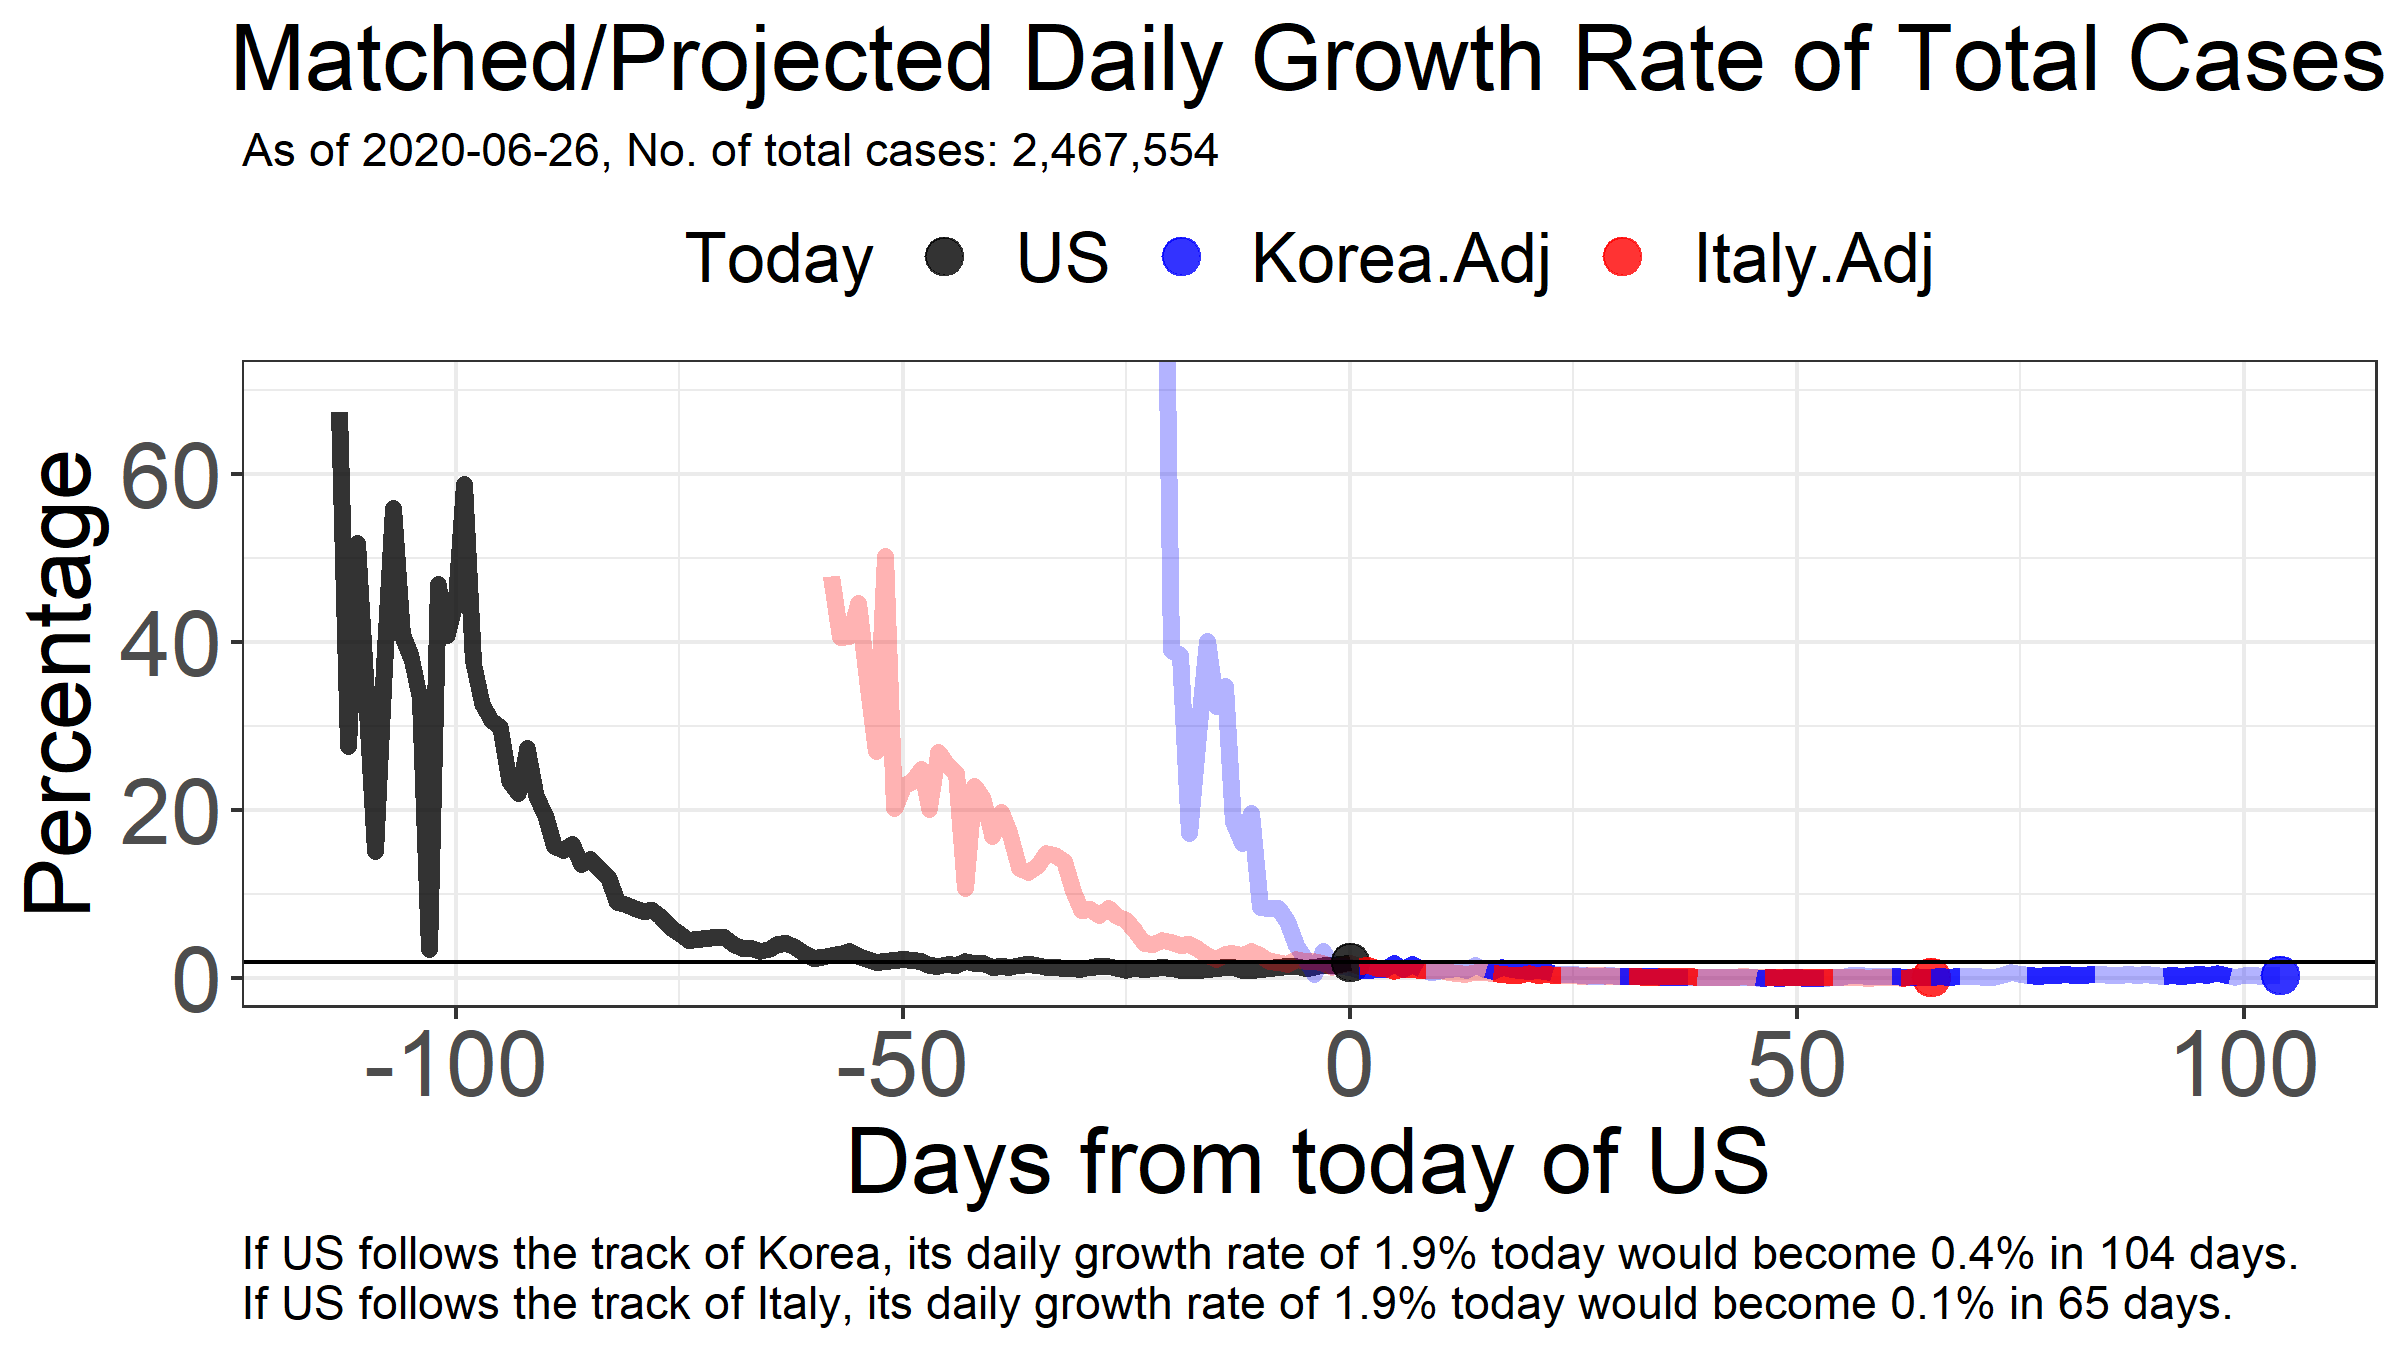 Matched/Projected Daily Growth Rate of Total Cases
As of 2020-06-26, No. of total cases: 2,467,554
Today US Korea.Adj Italy.Adj
Percentage
60
40
20
0
-100 -50 0 50 100
Days from today of US
If US follows the track of Korea, its daily growth rate of 1.9% today would become 0.4% in 104 days.
If US follows the track of Italy, its daily growth rate of 1.9% today would become 0.1% in 65 days.